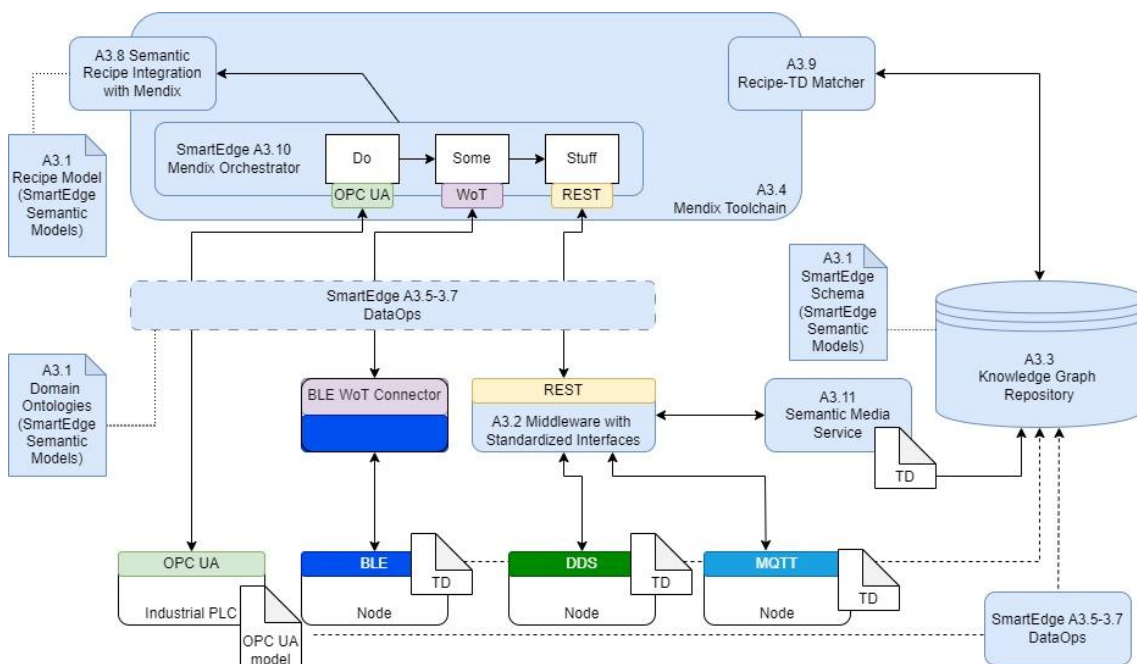 A3.8 Semantic
Recipe Integration
with Mendix
A3.9
Recipe-TD Matcher
SmartEdge A3.10
Mendix Orchestrator
Do
Some
Stuff
OPC UA
WoT
REST
A3.4
Mendix Toolchain
A3.1
Recipe Model
(SmartEdge
Semantic
Models)
SmartEdge A3.5-3.7
DataOps
A3.1
SmartEdge
Schema
(SmartEdge
Semantic
Models)
A3.3
Knowledge Graph
Repository
A3.1
Domain
Ontologies
(SmartEdge
Semantic
Models)
BLE WoT Connector
REST
A3.2 Middleware with
Standardized Interfaces
A3.11
Semantic Media
Service
TD
OPC UA
Industrial PLC
OPC UA
model
BLE
Node
TD
DDS
Node
TD
MQTT
Node
TD
SmartEdge A3.5-3.7
DataOps